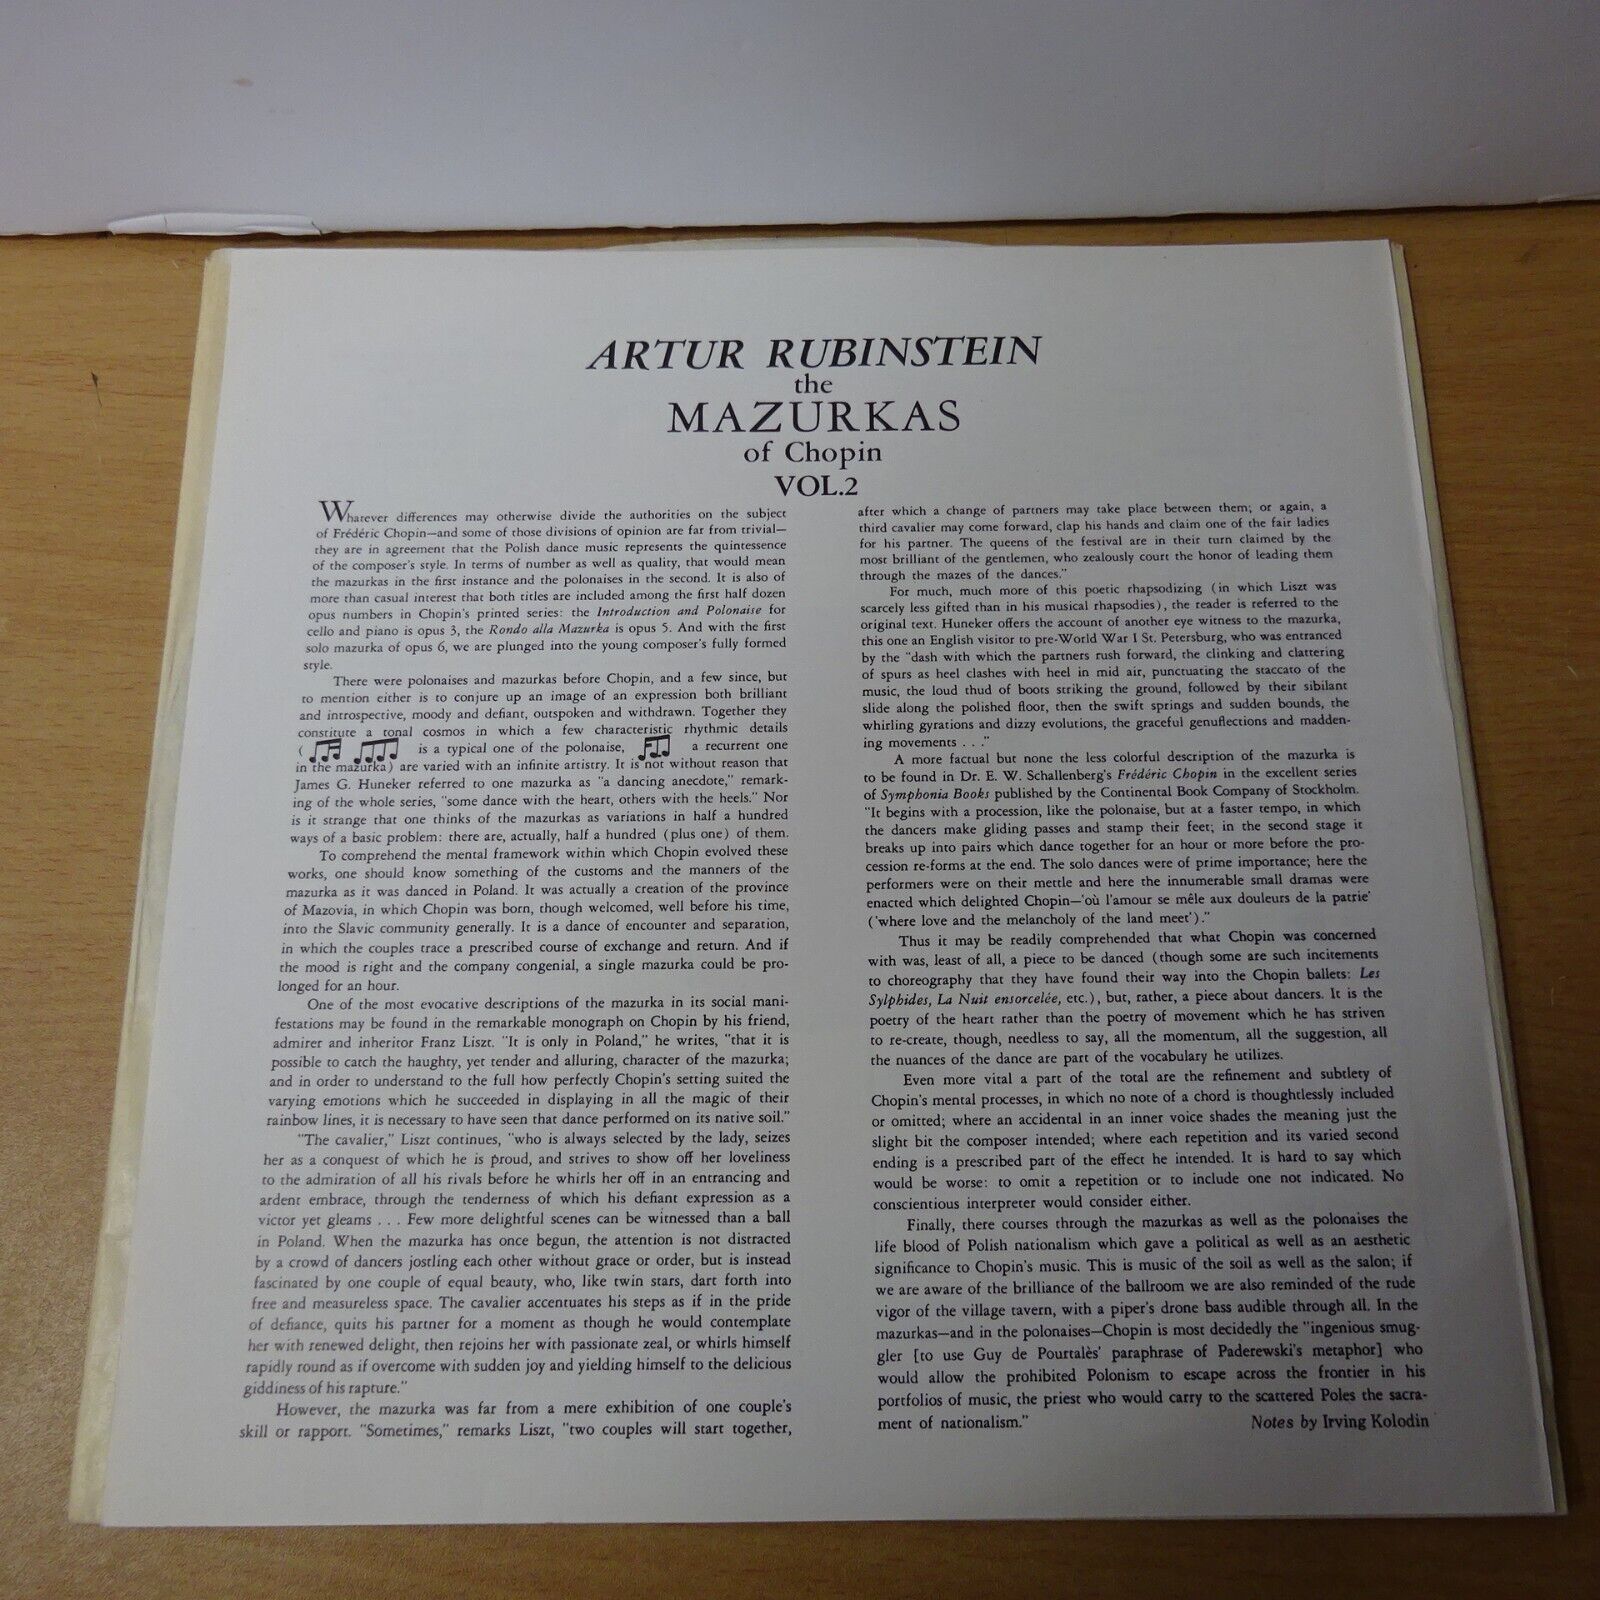 ARTUR RUBINSTEIN
the
MAZURKAS
of Chopin
VOL.2
Whatever differences may otherwise divide the authorities on the subject
of Frédéric Chopin—and some of those divisions of opinion are far from trivial—
they are in agreement that the Polish dance music represents the quintessence
of the composer's style. In terms of number as well as quality, that would mean
the mazurkas in the first instance and the polonaises in the second. It is also of
more than casual interest that both titles are included among the first half dozen
opus numbers in Chopin's printed series: the Introduction and Polonaise for
cello and piano is opus 3, the Rondo alla Mazurka is opus 5. And with the first
solo mazurka of opus 6, we are plunged into the young composer's fully formed
style.
There were polonaises and mazurkas before Chopin, and a few since, but
to mention either is to conjure up an image of an expression both brilliant
and introspective, moody and defiant, outspoken and withdrawn. Together they
constitute a tonal cosmos in which a few characteristic rhythmic details
( is a typical one of the polonaise, a recurrent one
in the mazurka) are varied with an infinite artistry. It is not without reason that
James G. Huneker referred to one mazurka as "a dancing anecdote," remark-
ing of the whole series, "some dance with the heart, others with the heels." Nor
is it strange that one thinks of the mazurkas as variations in half a hundred
ways of a basic problem: there are, actually, half a hundred (plus one) of them.
To comprehend the mental framework within which Chopin evolved these
works, one should know something of the customs and the manners of the
mazurka as it was danced in Poland. It was actually a creation of the province
of Mazovia, in which Chopin was born, though welcomed, well before his time,
into the Slavic community generally. It is a dance of encounter and separation,
in which the couples trace a prescribed course of exchange and return. And if
the mood is right and the company congenial, a single mazurka could be pro-
longed for an hour.
One of the most evocative descriptions of the mazurka in its social mani-
festations may be found in the remarkable monograph on Chopin by his friend,
admirer and inheritor Franz Liszt. "It is only in Poland," he writes, "that it is
possible to catch the haughty, yet tender and alluring, character of the mazurka;
and in order to understand to the full how perfectly Chopin's setting suited the
varying emotions which he succeeded in displaying in all the magic of their
rainbow lines, it is necessary to have seen that dance performed on its native soil."
"The cavalier," Liszt continues, "who is always selected by the lady, seizes
her as a conquest of which he is proud, and strives to show off her loveliness
to the admiration of all his rivals before he whirls her off in an entrancing and
ardent embrace, through the tenderness of which his defiant expression as a
victor yet gleams . . . Few more delightful scenes can be witnessed than a ball
in Poland. When the mazurka has once begun, the attention is not distracted
by a crowd of dancers jostling each other without grace or order, but is instead
fascinated by one couple of equal beauty, who, like twin stars, dart forth into
free and measureless space. The cavalier accentuates his steps as if in the pride
of defiance, quits his partner for a moment as though he would contemplate
her with renewed delight, then rejoins her with passionate zeal, or whirls himself
rapidly round as if overcome with sudden joy and yielding himself to the delicious
giddiness of his rapture."
However, the mazurka was far from a mere exhibition of one couple's
skill or rapport. "Sometimes," remarks Liszt, "two couples will start together,
after which a change of partners may take place between them; or again, a
third cavalier may come forward, clap his hands and claim one of the fair ladies
for his partner. The queens of the festival are in their turn claimed by the
most brilliant of the gentlemen, who zealously court the honor of leading them
through the mazes of the dances."
For much, much more of this poetic rhapsodizing (in which Liszt was
scarcely less gifted than in his musical rhapsodies), the reader is referred to the
original text. Huneker offers the account of another eye witness to the mazurka,
this one an English visitor to pre-World War I St. Petersburg, who was entranced
by the "dash with which the partners rush forward, the clinking and clattering
of spurs as heel clashes with heel in mid air, punctuating the staccato of the
music, the loud thud of boots striking the ground, followed by their sibilant
slide along the polished floor, then the swift springs and sudden bounds, the
whirling gyrations and dizzy evolutions, the graceful genuflections and madden-
ing movements . . ."
A more factual but none the less colorful description of the mazurka is
to be found in Dr. E. W. Schallenberg's Frédéric Chopin in the excellent series
of Symphonia Books published by the Continental Book Company of Stockholm.
"It begins with a procession, like the polonaise, but at a faster tempo, in which
the dancers make gliding passes and stamp their feet; in the second stage it
breaks up into pairs which dance together for an hour or more before the pro-
cession re-forms at the end. The solo dances were of prime importance; here the
performers were on their mettle and here the innumerable small dramas were
enacted which delighted Chopin—'où l'amour se mêle aux douleurs de la patrie'
('where love and the melancholy of the land meet')."
Thus it may be readily comprehended that what Chopin was concerned
with was, least of all, a piece to be danced (though some are such incitements
to choreography that they have found their way into the Chopin ballets: Les
Sylphides, La Nuit ensorcelée, etc.), but, rather, a piece about dancers. It is the
poetry of the heart rather than the poetry of movement which he has striven
to re-create, though, needless to say, all the momentum, all the suggestion, all
the nuances of the dance are part of the vocabulary he utilizes.
Even more vital a part of the total are the refinement and subtlety of
Chopin's mental processes, in which no note of a chord is thoughtlessly included
or omitted; where an accidental in an inner voice shades the meaning just the
slight bit the composer intended; where each repetition and its varied second
ending is a prescribed part of the effect he intended. It is hard to say which
would be worse: to omit a repetition or to include one not indicated. No
conscientious interpreter would consider either.
Finally, there courses through the mazurkas as well as the polonaises the
life blood of Polish nationalism which gave a political as well as an aesthetic
significance to Chopin's music. This is music of the soil as well as the salon; if
we are aware of the brilliance of the ballroom we are also reminded of the rude
vigor of the village tavern, with a piper's drone bass audible through all. In the
mazurkas—and in the polonaises—Chopin is most decidedly the "ingenious smug-
gler [to use Guy de Pourtalès' paraphrase of Paderewski's metaphor] who
would allow the prohibited Polonism to escape across the frontier in his
portfolios of music, the priest who would carry to the scattered Poles the sacra-
ment of nationalism."
Notes by Irving Kolodin